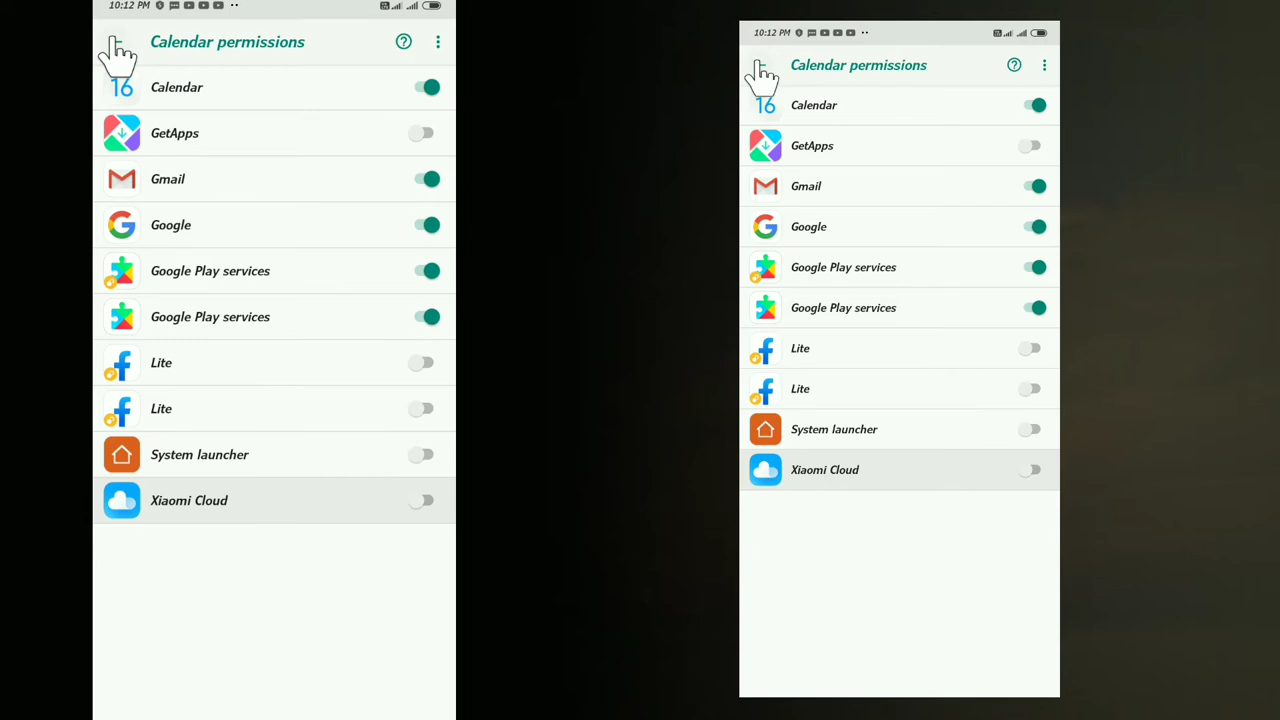 10:12 PM
Calendar permissions
16 Calendar
GetApps
Gmail
Google
Google Play services
Google Play services
Lite
Lite
System launcher
Xiaomi Cloud
10:12 PM
Calendar permissions
16 Calendar
GetApps
Gmail
Google
Google Play services
Google Play services
Lite
Lite
System launcher
Xiaomi Cloud